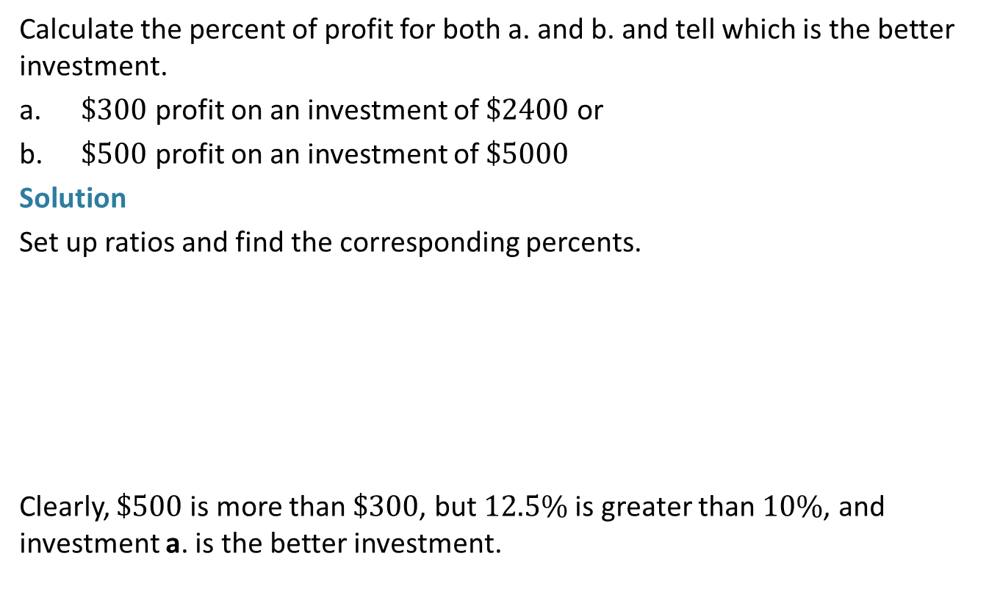 Calculate the percent of profit for both a. and b. and tell which is the better
investment.
a. $300 profit on an investment of $2400 or
b. $500 profit on an investment of $5000
Solution
Set up ratios and find the corresponding percents.
Clearly, $500 is more than $300, but 12.5% is greater than 10%, and
investment a. is the better investment.